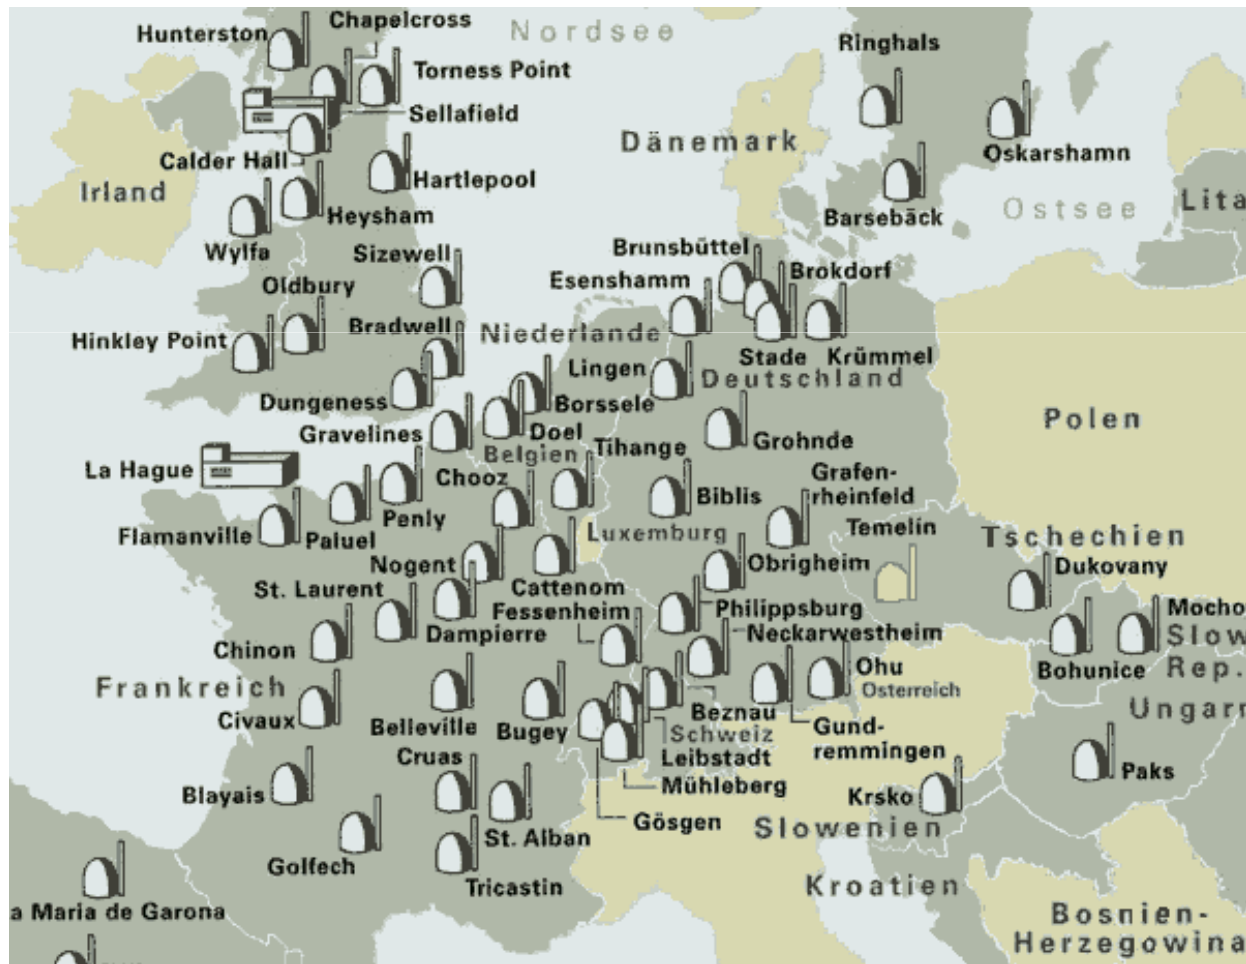 Hunterston
Chapelcross
Nordsee
Ringhals
Torness Point
Sellafield
Dänemark
Calder Hall
Irland
Hartlepool
Oskarshamn
Heysham
Barsebäck
Ostsee
Lita
Wylfa
Sizewell
Brunsbüttel
Oldbury
Esenshamm
Brokdorf
Hinkley Point
Bradwell
Niederlande
Stade
Krümmel
Lingen
Deutschland
Dungeness
Borssele
Polen
Gravelines
Doel
Tihange
Grohnde
Belgien
La Hague
Chooz
Biblis
Grafen-
rheinfeld
Flamanville
Paluel
Penly
Luxemburg
Temelín
Tschechien
Nogent
Obrigheim
Dukovany
St. Laurent
Cattenom
Fessenheim
Philippsburg
Mocho
Dampierre
Neckarwestheim
Slow
Rep.
Chinon
Ohu
Bohunice
Frankreich
Österreich
Civaux
Belleville
Bugey
Beznau
Schweiz
Gund-
remmingen
Ungarn
Leibstadt
Cruas
Mühleberg
Paks
Blayais
Krsko
Gösgen
Slowenien
St. Alban
Golfech
Tricastin
Kroatien
a Maria de Garona
Bosnien-
Herzegowina